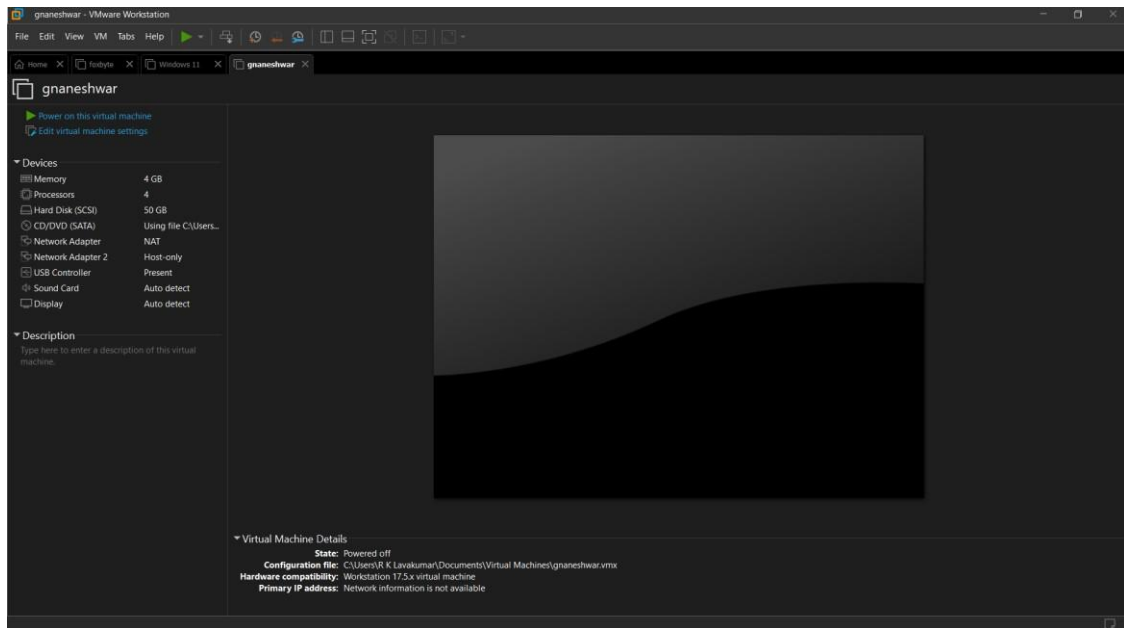 gnaneshwar - VMware Workstation
File Edit View VM Tabs Help
Home foxbyte Windows 11 gnaneshwar
gnaneshwar
Power on this virtual machine
Edit virtual machine settings
Devices
Memory 4 GB
Processors 4
Hard Disk (SCSI) 50 GB
CD/DVD (SATA) Using file C:\Users...
Network Adapter NAT
Network Adapter 2 Host-only
USB Controller Present
Sound Card Auto detect
Display Auto detect
Description
Type here to enter a description of this virtual
machine.
Virtual Machine Details
State: Powered off
Configuration file: C:\Users\R K Lavakumar\Documents\Virtual Machines\gnaneshwar.vmx
Hardware compatibility: Workstation 17.5.x virtual machine
Primary IP address: Network information is not available